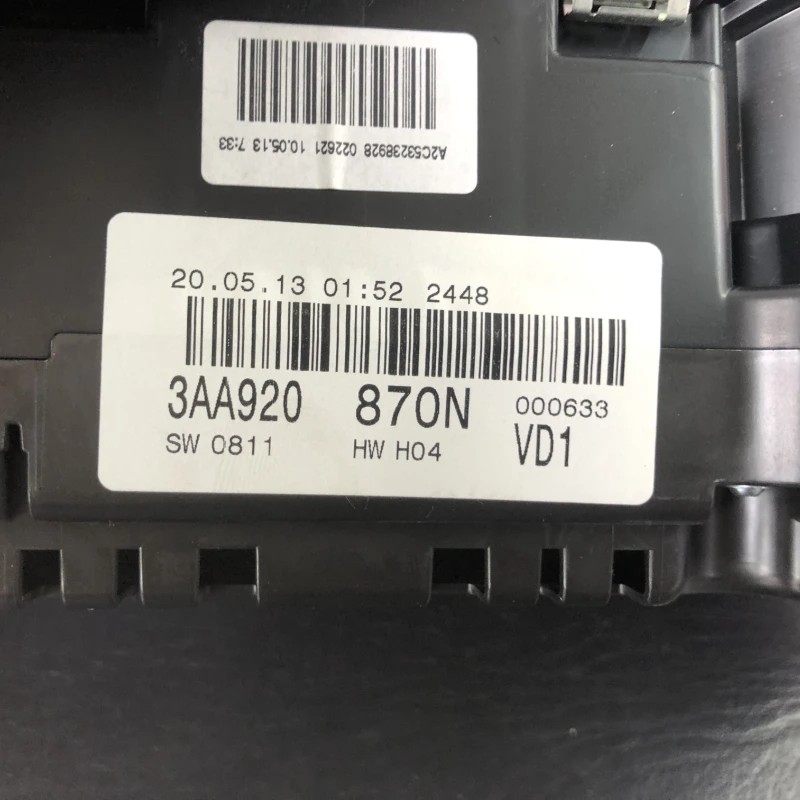 A2C53238928 022621 10.05.13 7:33
20.05.13 01:52 2448
3AA920 870N 000633
SW 0811 HW H04 VD1